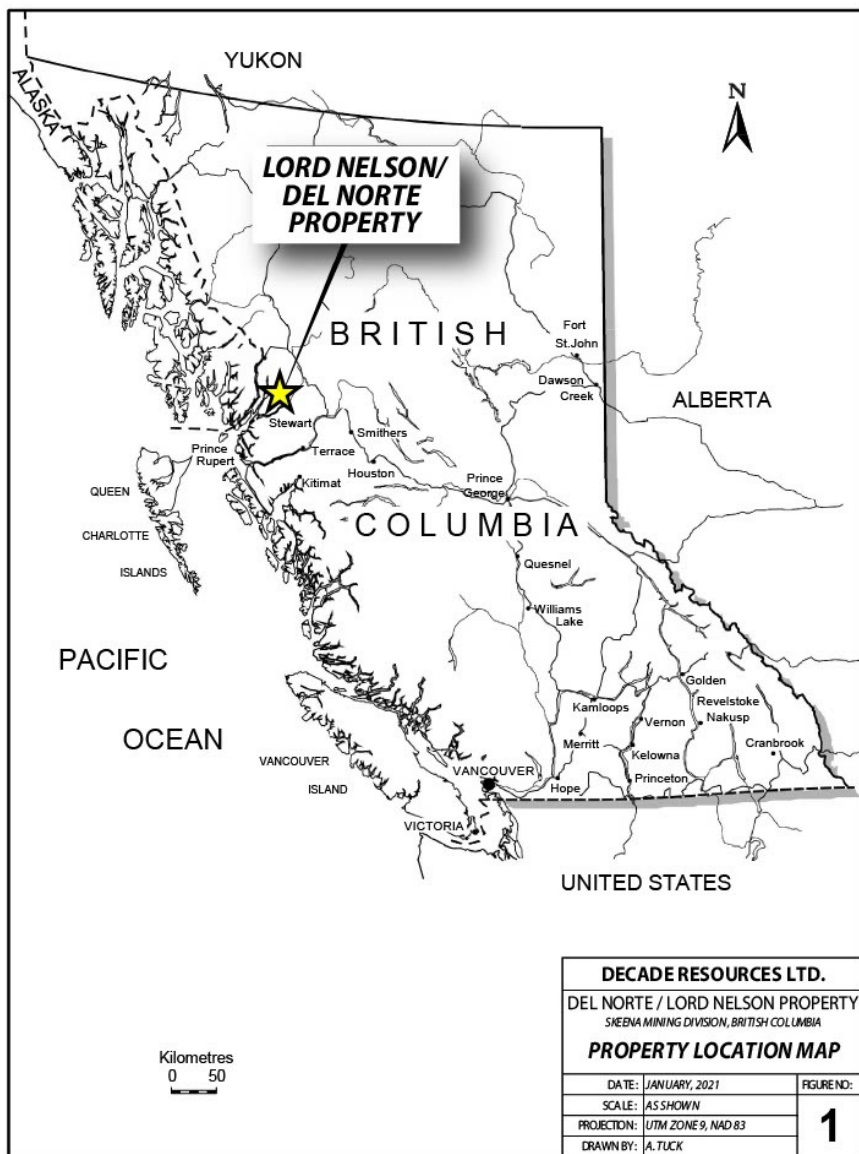 YUKON
ALASKA
N
LORD NELSON/
DEL NORTE
PROPERTY
BRITISH
Fort
St.John
Dawson
Creek
ALBERTA
Stewart
Smithers
Terrace
Prince
Rupert
Houston
Kitimat
Prince
George
QUEEN
CHARLOTTE
ISLANDS
COLUMBIA
Quesnel
Williams
Lake
PACIFIC
OCEAN
Golden
Revelstoke
Kamloops
Nakusp
Vernon
Merritt
Kelowna
Cranbrook
VANCOUVER
ISLAND
VANCOUVER
Hope
Princeton
VICTORIA
UNITED STATES
Kilometres
0 50
DECADE RESOURCES LTD.
DEL NORTE / LORD NELSON PROPERTY
SKEENA MINING DIVISION, BRITISH COLUMBIA
PROPERTY LOCATION MAP
DATE: JANUARY, 2021
FIGURE NO:
SCALE: AS SHOWN
1
PROJECTION: UTM ZONE 9, NAD 83
DRAWN BY: A. TUCK